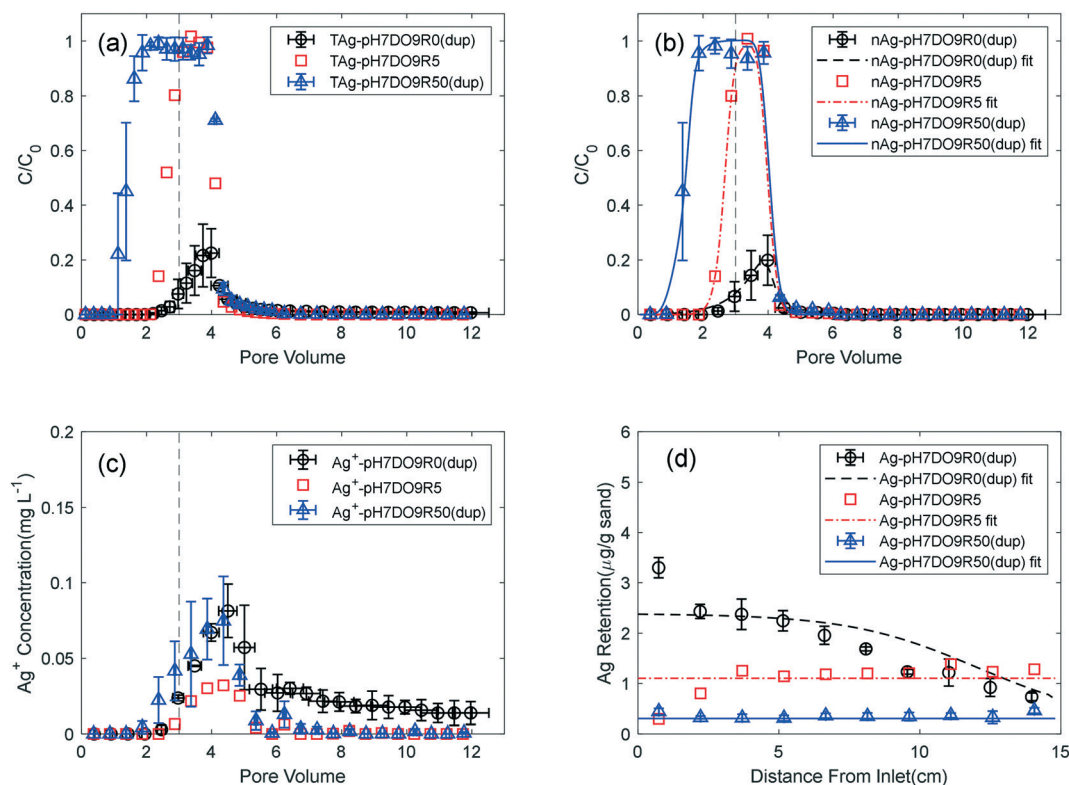 (a)
TAg-pH7DO9R0(dup)
TAg-pH7DO9R5
TAg-pH7DO9R50(dup)
C/C0
1
0.8
0.6
0.4
0.2
0
0 2 4 6 8 10 12
Pore Volume
(b)
nAg-pH7DO9R0(dup)
nAg-pH7DO9R0(dup) fit
nAg-pH7DO9R5
nAg-pH7DO9R5 fit
nAg-pH7DO9R50(dup)
nAg-pH7DO9R50(dup) fit
C/C0
1
0.8
0.6
0.4
0.2
0
0 2 4 6 8 10 12
Pore Volume
(c)
Ag+-pH7DO9R0(dup)
Ag+-pH7DO9R5
Ag+-pH7DO9R50(dup)
Ag+ Concentration(mg L-1)
0.2
0.15
0.1
0.05
0
0 2 4 6 8 10 12
Pore Volume
(d)
Ag-pH7DO9R0(dup)
Ag-pH7DO9R0(dup) fit
Ag-pH7DO9R5
Ag-pH7DO9R5 fit
Ag-pH7DO9R50(dup)
Ag-pH7DO9R50(dup) fit
Ag Retention(μg/g sand)
6
5
4
3
2
1
0
0 5 10 15
Distance From Inlet(cm)